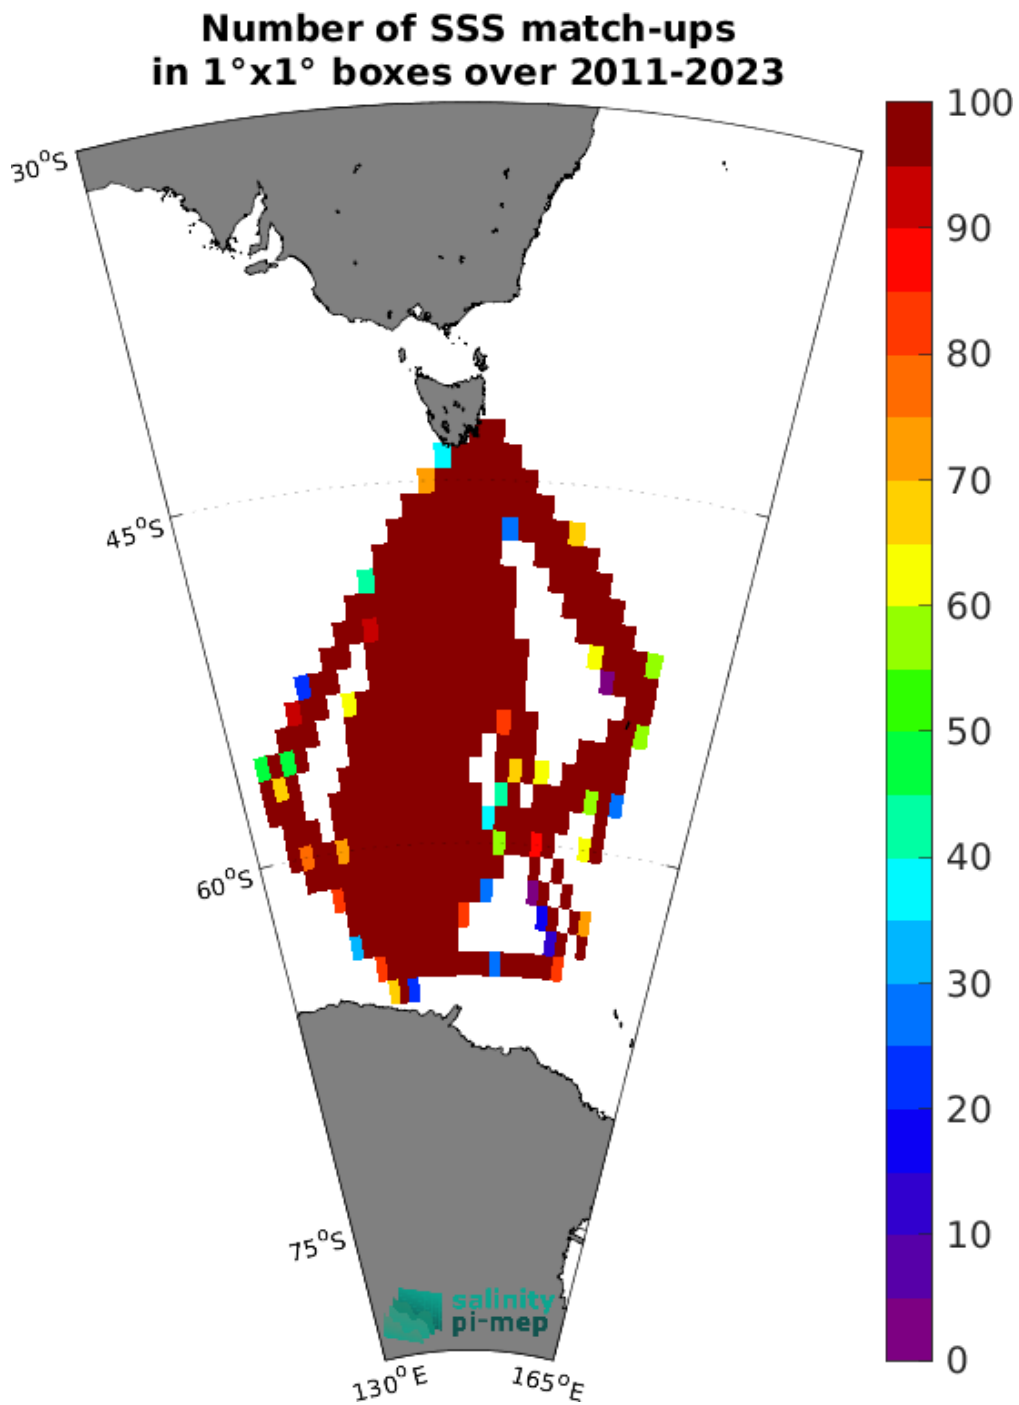 Number of SSS match-ups
in 1°x1° boxes over 2011-2023
30°S
45°S
60°S
75°S
130°E
165°E
100
90
80
70
60
50
40
30
20
10
0
salinity
pi-mep